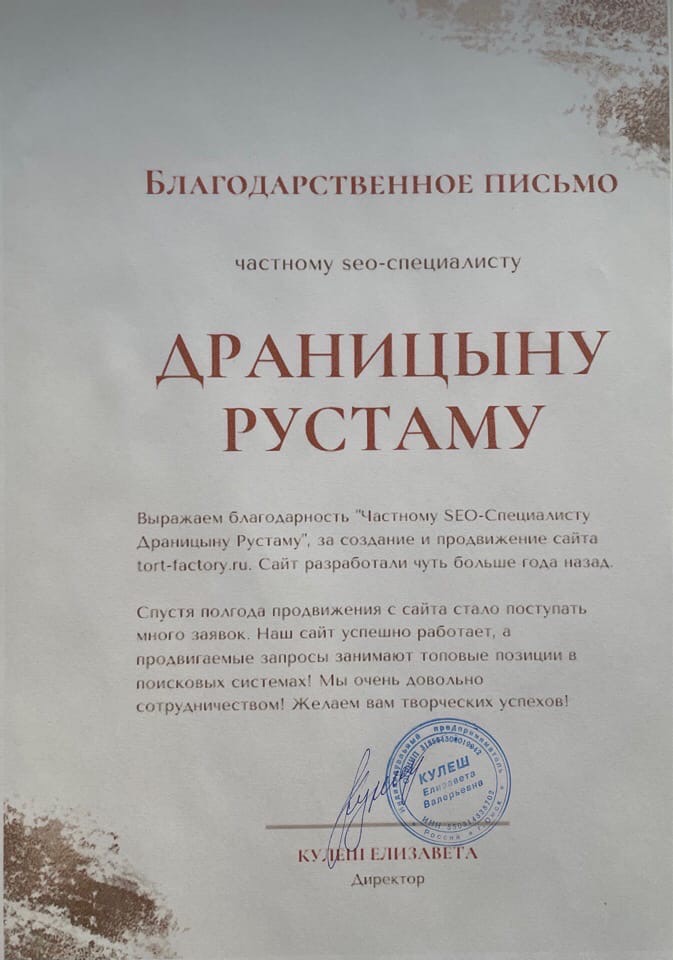 Благодарственное письмо
частному seo-специалисту
ДРАНИЦЫНУ
РУСТАМУ
Выражаем благодарность "Частному SEO-Специалисту
Драницыну Рустаму", за создание и продвижение сайта
tort-factory.ru. Сайт разработали чуть больше года назад.
Спустя полгода продвижения с сайта стало поступать
много заявок. Наш сайт успешно работает, а
продвигаемые запросы занимают топовые позиции в
поисковых системах! Мы очень довольно
сотрудничеством! Желаем вам творческих успехов!
Индивидуальный предприниматель
КУЛЕШ
Елизавета
Валерьевна
ИНН
Россия * г.Омск *
КУЛЕШ ЕЛИЗАВЕТА
Директор